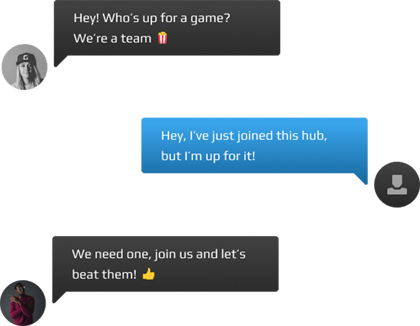 Hey! Who's up for a game?
We're a team 🍿
Hey, I've just joined this hub,
but I'm up for it!
We need one, join us and let's
beat them! 👍